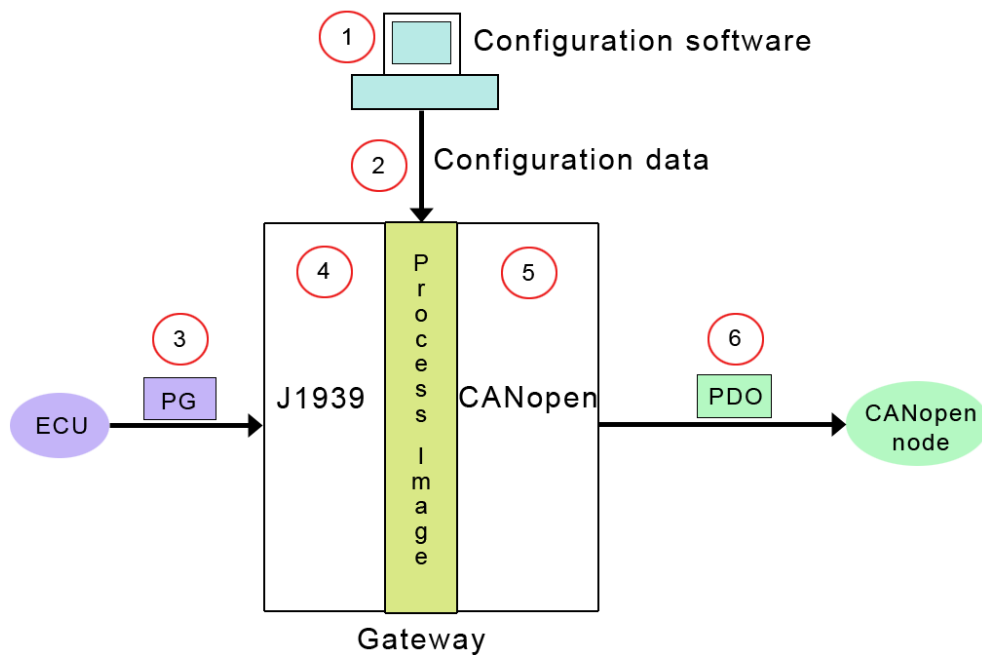 1
Configuration software
2
Configuration data
3
PG
ECU
4
J1939
Process Image
5
CANopen
6
PDO
CANopen
node
Gateway